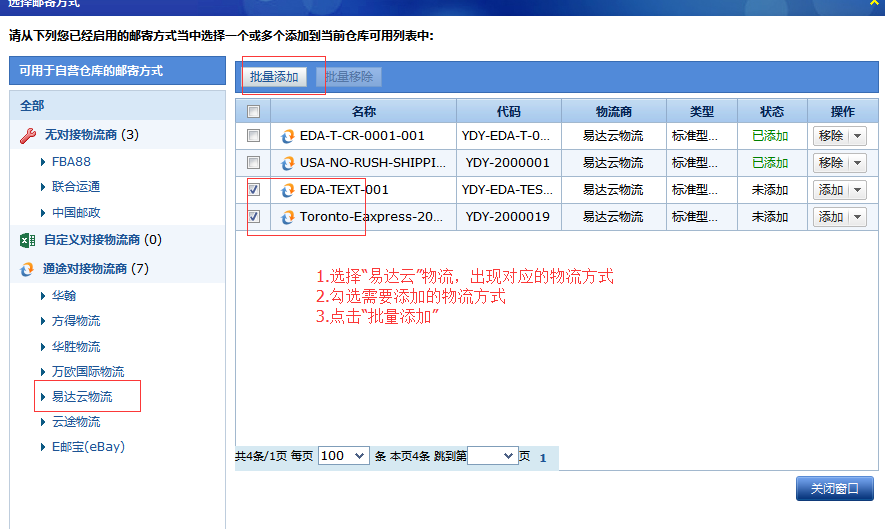 选择邮寄方式
请从下列您已经启用的邮寄方式当中选择一个或多个添加到当前仓库可用列表中:
可用于自营仓库的邮寄方式
全部
无对接物流商 (3)
FBA88
联合运通
中国邮政
自定义对接物流商 (0)
通途对接物流商 (7)
华翰
方得物流
华胜物流
万欧国际物流
易达云物流
云途物流
E邮宝(eBay)
批量添加 批量移除
名称 代码 物流商 类型 状态 操作
EDA-T-CR-0001-001 YDY-EDA-T-0... 易达云物流 标准型... 已添加 移除
USA-NO-RUSH-SHIPPI... YDY-2000001 易达云物流 标准型... 已添加 移除
EDA-TEXT-001 YDY-EDA-TES... 易达云物流 标准型... 未添加 添加
Toronto-Eaxpress-20... YDY-2000019 易达云物流 标准型... 未添加 添加
1.选择“易达云”物流，出现对应的物流方式
2.勾选需要添加的物流方式
3.点击“批量添加”
共4条/1页 每页 100 条 本页4条 跳到第 页 1
关闭窗口